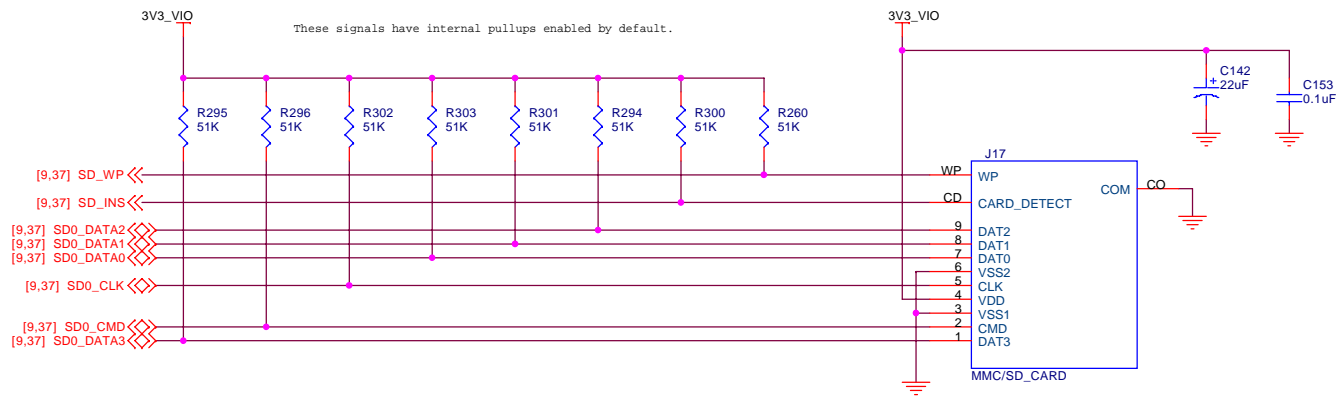 3V3_VIO
These signals have internal pullups enabled by default.
3V3_VIO
C142
22uF
+
C153
0.1uF
R295
51K
R296
51K
R302
51K
R303
51K
R301
51K
R294
51K
R300
51K
R260
51K
J17
[9,37] SD_WP
WP
WP
COM
CO
[9,37] SD_INS
CD
CARD_DETECT
[9,37] SD0_DATA2
9
DAT2
[9,37] SD0_DATA1
8
DAT1
[9,37] SD0_DATA0
7
DAT0
6
VSS2
[9,37] SD0_CLK
5
CLK
4
VDD
3
VSS1
[9,37] SD0_CMD
2
CMD
[9,37] SD0_DATA3
1
DAT3
MMC/SD_CARD